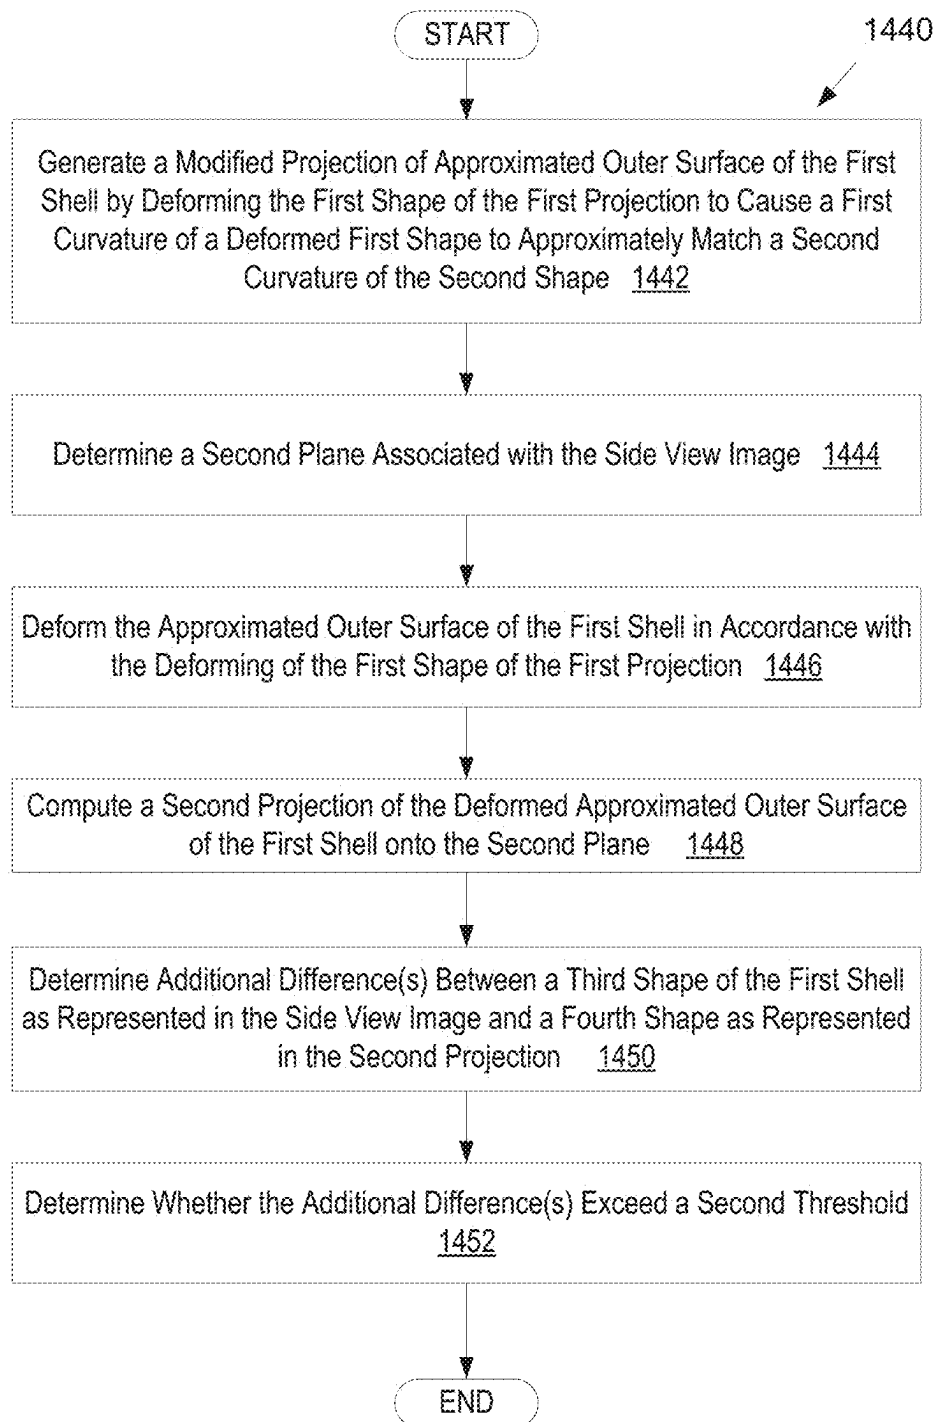 START
1440
Generate a Modified Projection of Approximated Outer Surface of the First
Shell by Deforming the First Shape of the First Projection to Cause a First
Curvature of a Deformed First Shape to Approximately Match a Second
Curvature of the Second Shape 1442
Determine a Second Plane Associated with the Side View Image 1444
Deform the Approximated Outer Surface of the First Shell in Accordance with
the Deforming of the First Shape of the First Projection 1446
Compute a Second Projection of the Deformed Approximated Outer Surface
of the First Shell onto the Second Plane 1448
Determine Additional Difference(s) Between a Third Shape of the First Shell
as Represented in the Side View Image and a Fourth Shape as Represented
in the Second Projection 1450
Determine Whether the Additional Difference(s) Exceed a Second Threshold
1452
END